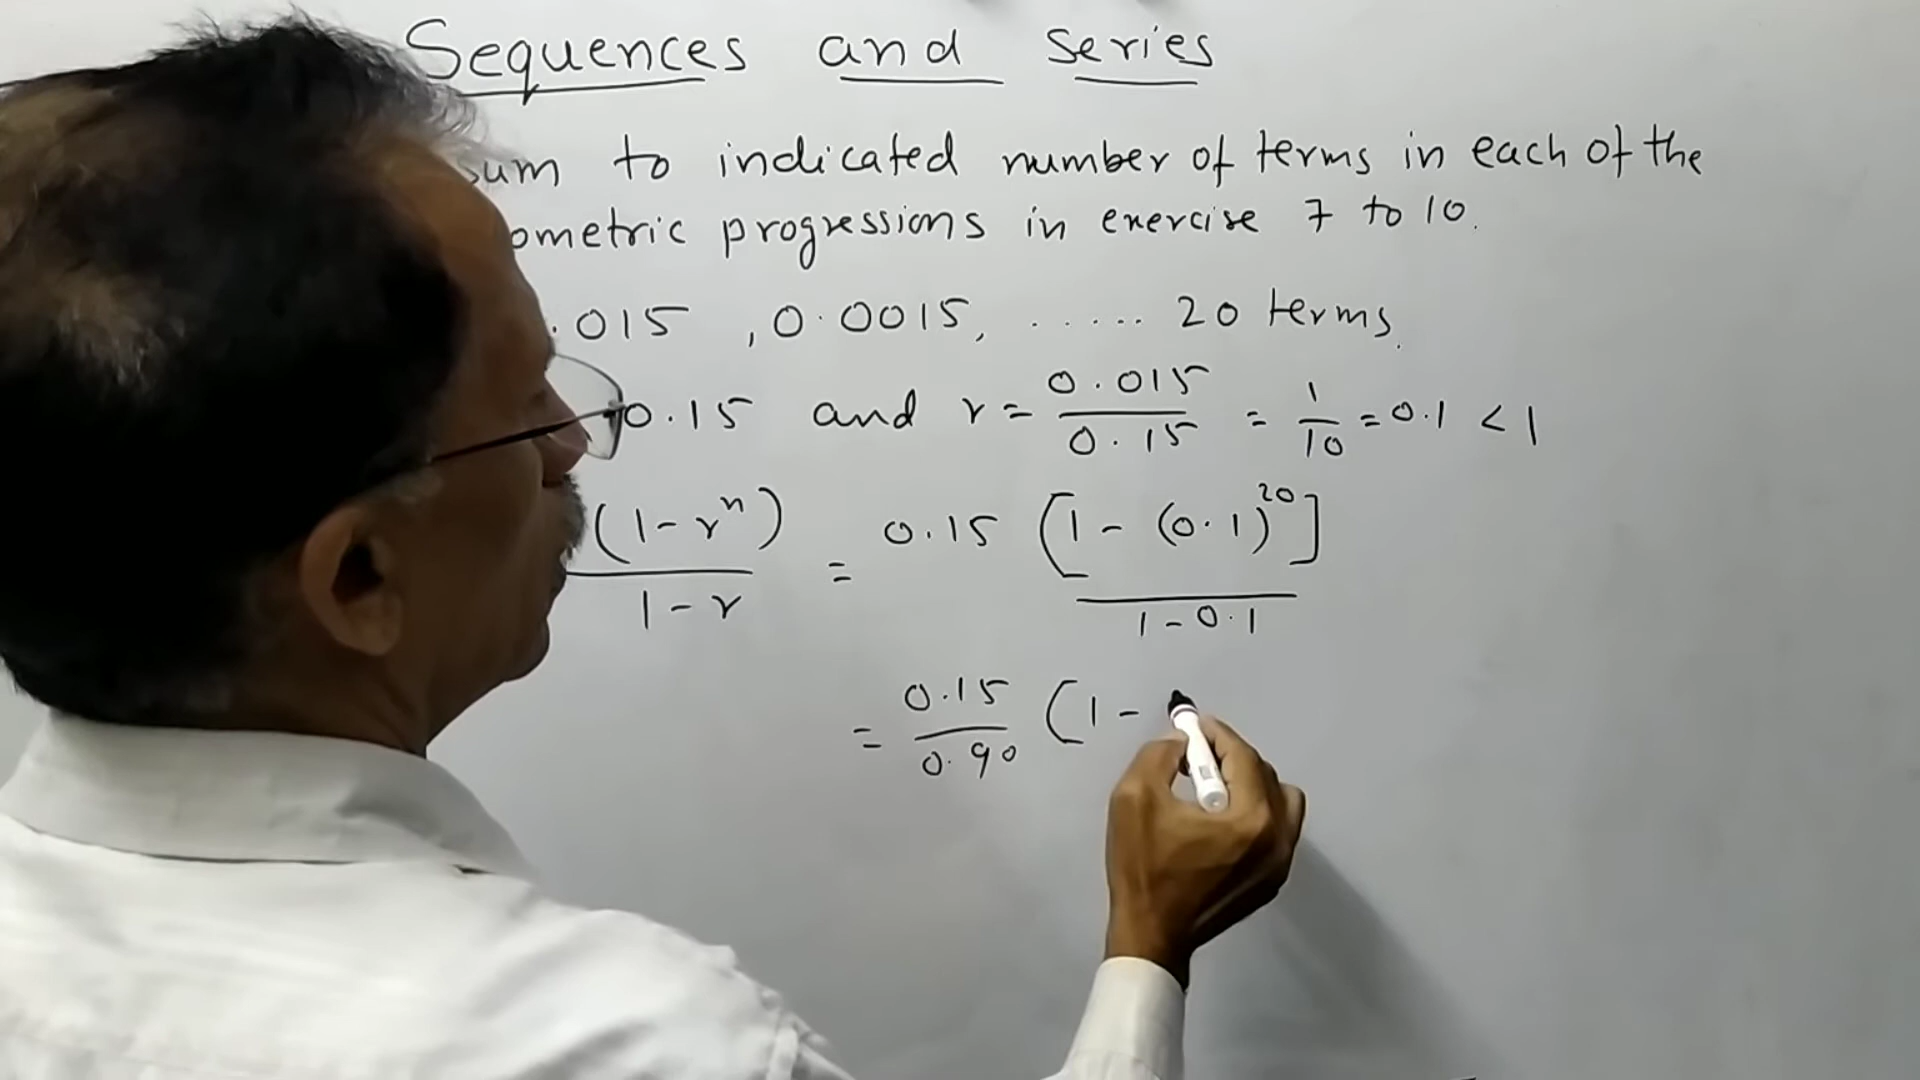 Sequences and series
sum to indicated number of terms in each of the
ometric progressions in exercise 7 to 10.
.015 , 0.0015, ...... 20 terms.
0.15 and r = 0.015 / 0.15 = 1/10 = 0.1 < 1
(1-r^n) / 1-r = 0.15 [1 - (0.1)^20] / 1-0.1
= 0.15 / 0.90 [1 -